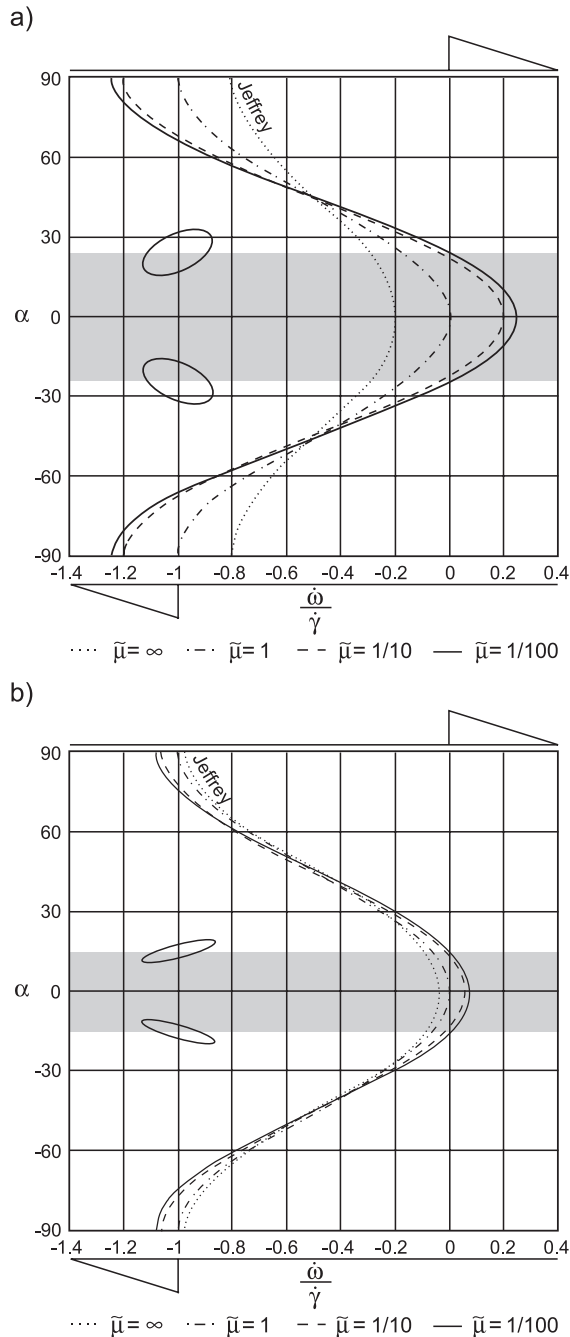 a)
90
Jeffrey
60
30
α 0
-30
-60
-90
-1.4 -1.2 -1 -0.8 -0.6 -0.4 -0.2 0 0.2 0.4
ω̇
γ̇
μ̃ = ∞ μ̃ = 1 μ̃ = 1/10 μ̃ = 1/100
b)
90
Jeffrey
60
30
α 0
-30
-60
-90
-1.4 -1.2 -1 -0.8 -0.6 -0.4 -0.2 0 0.2 0.4
ω̇
γ̇
μ̃ = ∞ μ̃ = 1 μ̃ = 1/10 μ̃ = 1/100